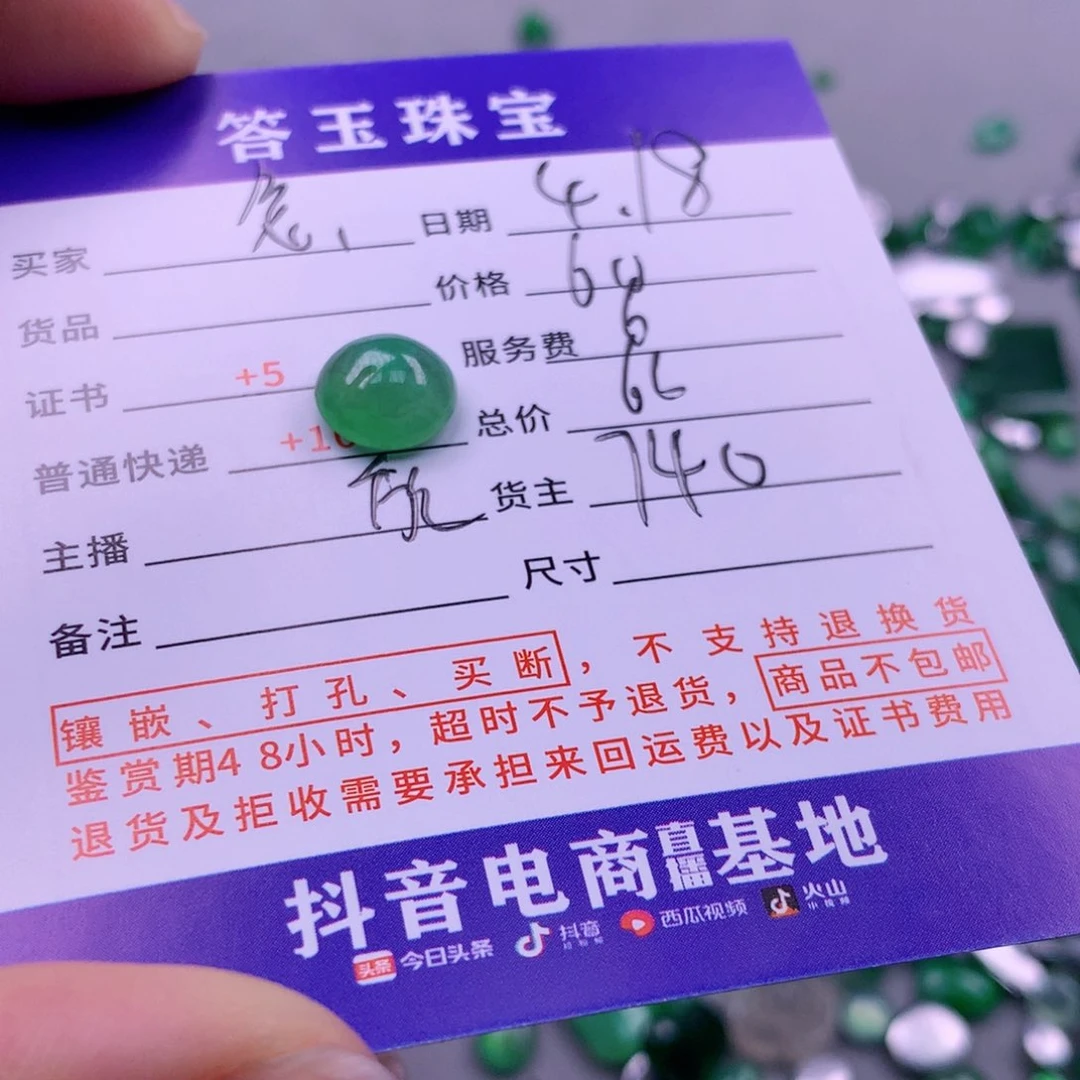 答玉珠宝
买家 日期 4.18
货品 价格 60
证书 +5 服务费 6
普通快递 总价 66
主播 货主 740
备注 尺寸
镶嵌、打孔、买断，不支持退换货
鉴赏期48小时，超时不予退货，商品不包邮
退货及拒收需要承担来回运费以及证书费用
抖音电商直播基地
头条 今日头条 抖音 西瓜视频 火山